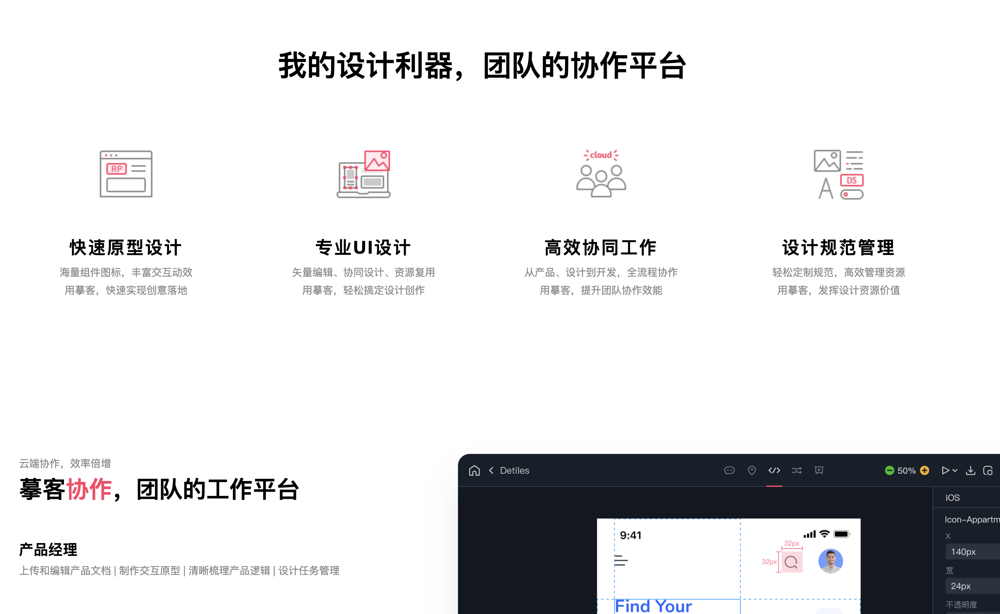 我的设计利器，团队的协作平台
RP
cloud
DS
快速原型设计
海量组件图标，丰富交互动效
用摹客，快速实现创意落地
专业UI设计
矢量编辑、协同设计、资源复用
用摹客，轻松搞定设计创作
高效协同工作
从产品、设计到开发，全流程协作
用摹客，提升团队协作效能
设计规范管理
轻松定制规范，高效管理资源
用摹客，发挥设计资源价值
云端协作，效率倍增
摹客协作，团队的工作平台
产品经理
上传和编辑产品文档 | 制作交互原型 | 清晰梳理产品逻辑 | 设计任务管理
Detiles
50%
iOS
Icon-Appartm
X
140px
宽
24px
不透明度
9:41
32px
32px
Find Your